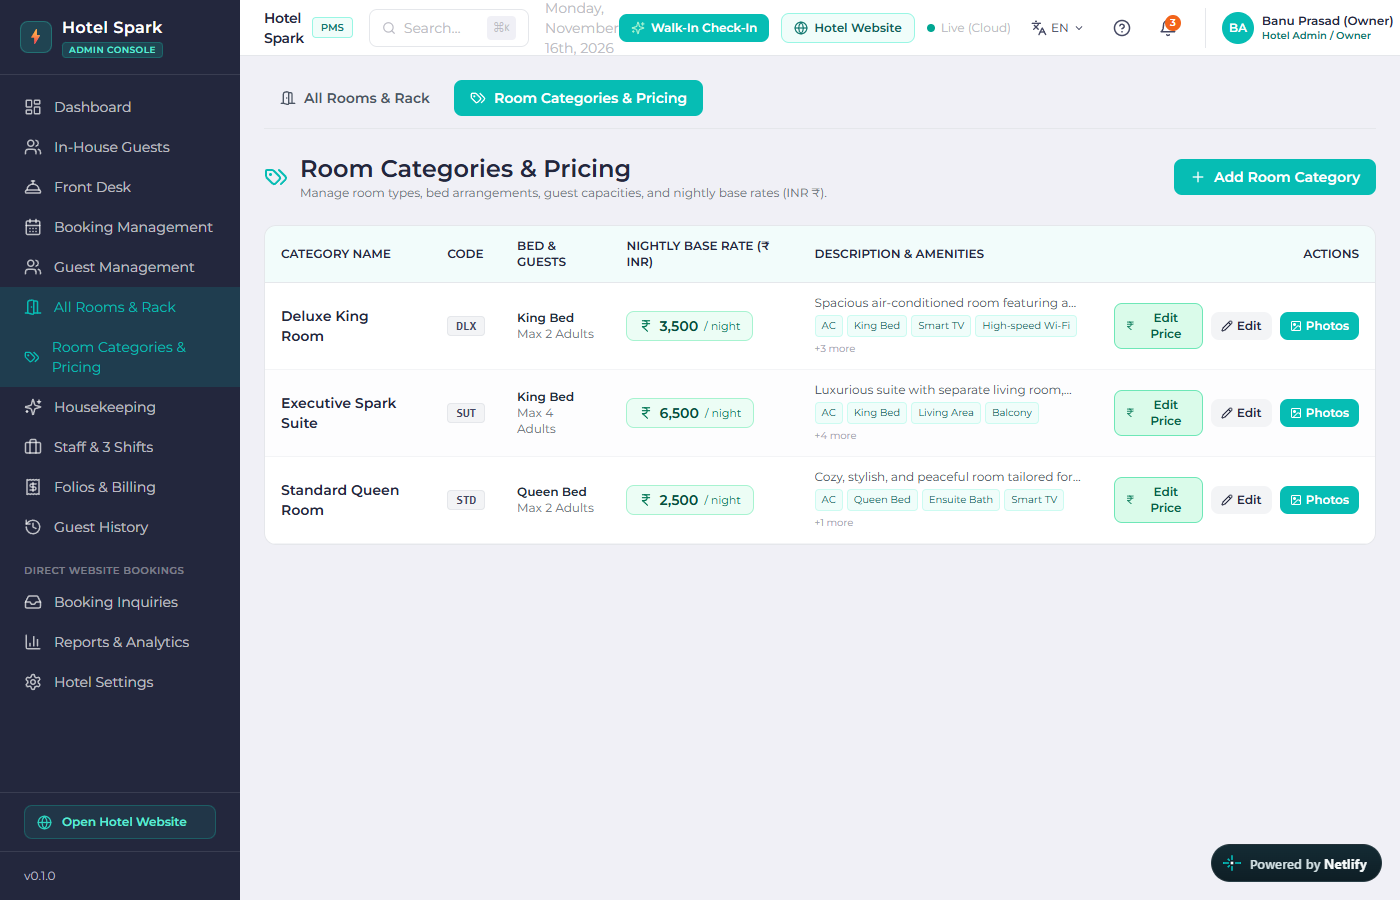 Hotel Spark
ADMIN CONSOLE
Dashboard
In-House Guests
Front Desk
Booking Management
Guest Management
All Rooms & Rack
Room Categories &
Pricing
Housekeeping
Staff & 3 Shifts
Folios & Billing
Guest History
DIRECT WEBSITE BOOKINGS
Booking Inquiries
Reports & Analytics
Hotel Settings
Open Hotel Website
v0.1.0
Hotel
Spark
PMS
Search...
⌘K
Monday,
November
16th, 2026
Walk-In Check-In
Hotel Website
Live (Cloud)
EN
3
BA
Banu Prasad (Owner)
Hotel Admin / Owner
All Rooms & Rack
Room Categories & Pricing
Room Categories & Pricing
Manage room types, bed arrangements, guest capacities, and nightly base rates (INR ₹).
Add Room Category
CATEGORY NAME
CODE
BED &
GUESTS
NIGHTLY BASE RATE (₹
INR)
DESCRIPTION & AMENITIES
ACTIONS
Deluxe King
Room
DLX
King Bed
Max 2 Adults
₹ 3,500 / night
Spacious air-conditioned room featuring a...
AC King Bed Smart TV High-speed Wi-Fi
+3 more
₹ Edit
Price
Edit
Photos
Executive Spark
Suite
SUT
King Bed
Max 4
Adults
₹ 6,500 / night
Luxurious suite with separate living room,...
AC King Bed Living Area Balcony
+4 more
₹ Edit
Price
Edit
Photos
Standard Queen
Room
STD
Queen Bed
Max 2 Adults
₹ 2,500 / night
Cozy, stylish, and peaceful room tailored for...
AC Queen Bed Ensuite Bath Smart TV
+1 more
₹ Edit
Price
Edit
Photos
Powered by Netlify